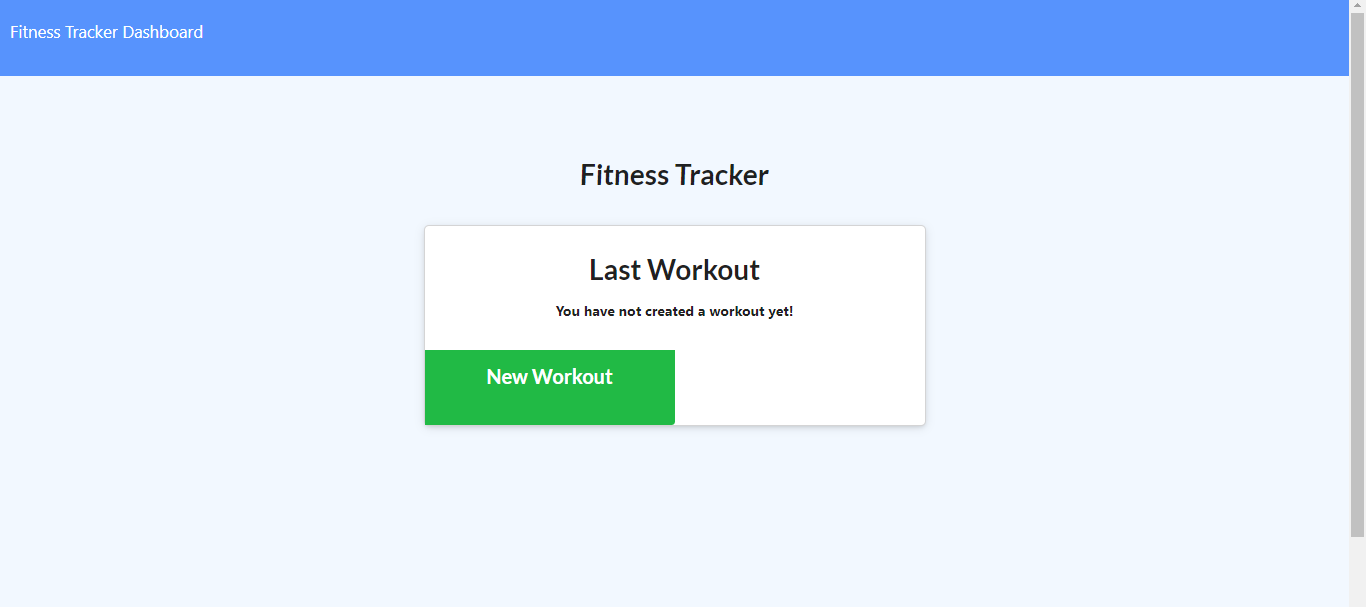 Fitness Tracker Dashboard
Fitness Tracker
Last Workout
You have not created a workout yet!
New Workout